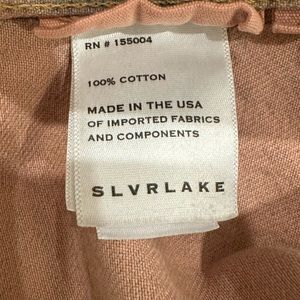 RN # 155004
100% COTTON
MADE IN THE USA
OF IMPORTED FABRICS
AND COMPONENTS
SLVRLAKE